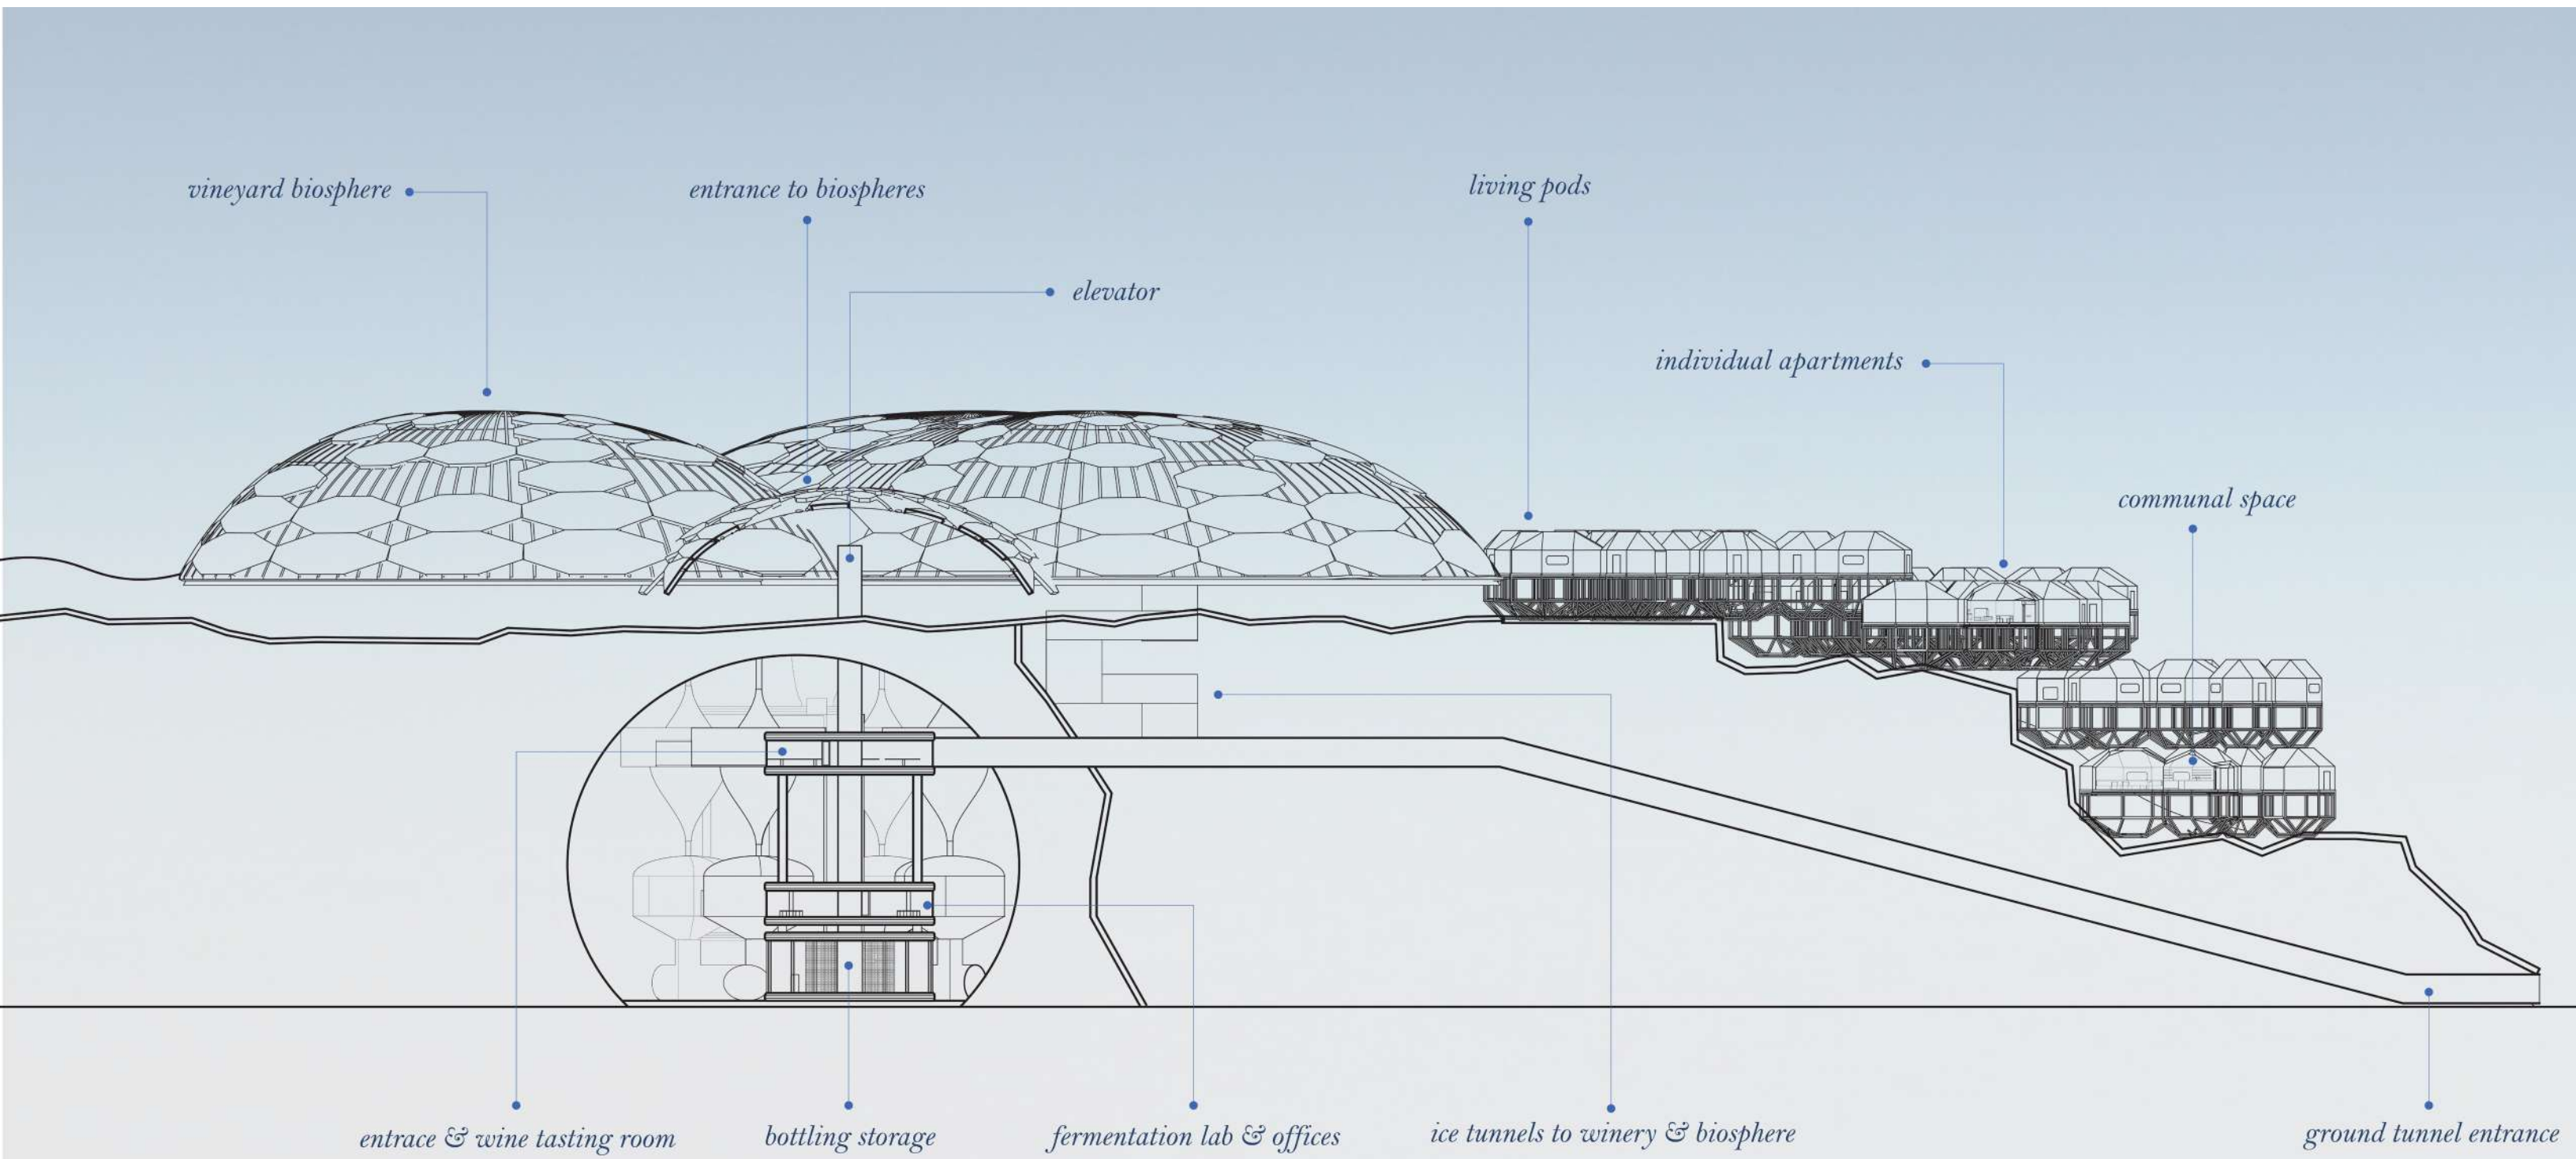 living pods
vineyard biosphere
entrance to biospheres
elevator
individual apartments
communal space
entrace & wine tasting room
bottling storage
fermentation lab & offices
ice tunnels to winery & biosphere
ground tunnel entrance